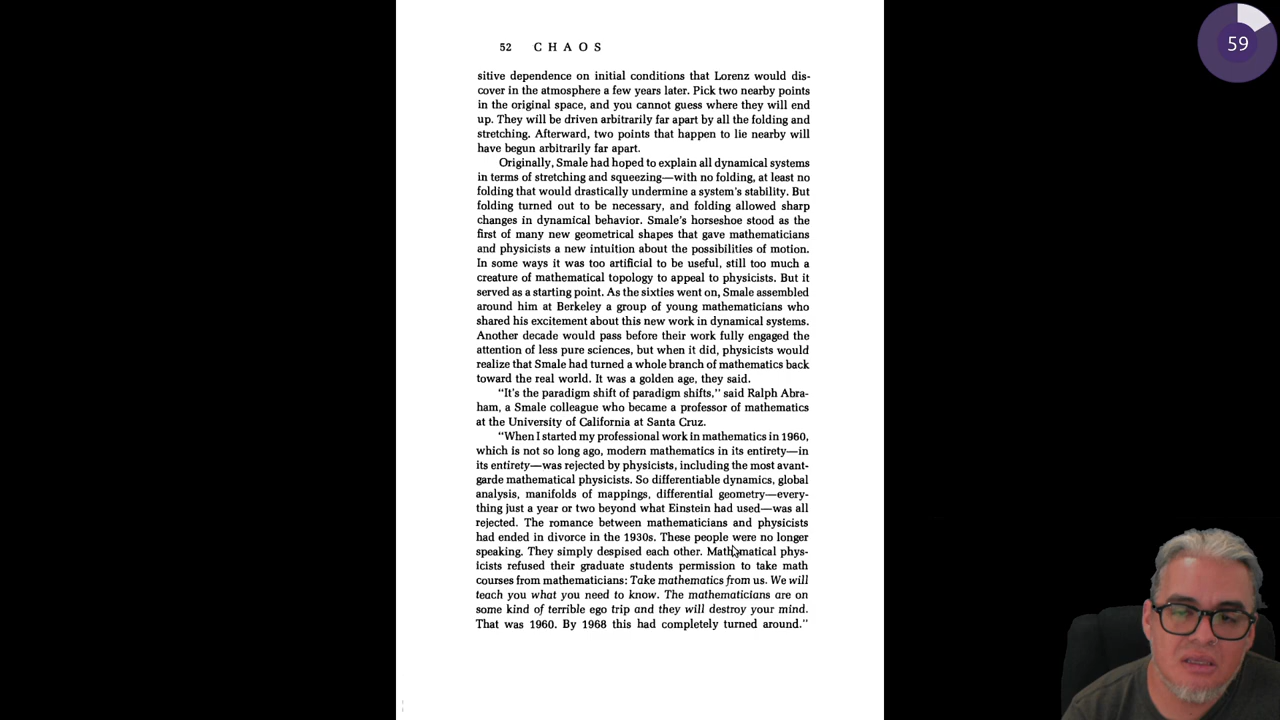 59
52 CHAOS
sitive dependence on initial conditions that Lorenz would dis-
cover in the atmosphere a few years later. Pick two nearby points
in the original space, and you cannot guess where they will end
up. They will be driven arbitrarily far apart by all the folding and
stretching. Afterward, two points that happen to lie nearby will
have begun arbitrarily far apart.
Originally, Smale had hoped to explain all dynamical systems
in terms of stretching and squeezing—with no folding, at least no
folding that would drastically undermine a system's stability. But
folding turned out to be necessary, and folding allowed sharp
changes in dynamical behavior. Smale's horseshoe stood as the
first of many new geometrical shapes that gave mathematicians
and physicists a new intuition about the possibilities of motion.
In some ways it was too artificial to be useful, still too much a
creature of mathematical topology to appeal to physicists. But it
served as a starting point. As the sixties went on, Smale assembled
around him at Berkeley a group of young mathematicians who
shared his excitement about this new work in dynamical systems.
Another decade would pass before their work fully engaged the
attention of less pure sciences, but when it did, physicists would
realize that Smale had turned a whole branch of mathematics back
toward the real world. It was a golden age, they said.
"It's the paradigm shift of paradigm shifts," said Ralph Abra-
ham, a Smale colleague who became a professor of mathematics
at the University of California at Santa Cruz.
"When I started my professional work in mathematics in 1960,
which is not so long ago, modern mathematics in its entirety—in
its entirety—was rejected by physicists, including the most avant-
garde mathematical physicists. So differentiable dynamics, global
analysis, manifolds of mappings, differential geometry—every-
thing just a year or two beyond what Einstein had used—was all
rejected. The romance between mathematicians and physicists
had ended in divorce in the 1930s. These people were no longer
speaking. They simply despised each other. Mathematical phys-
icists refused their graduate students permission to take math
courses from mathematicians: Take mathematics from us. We will
teach you what you need to know. The mathematicians are on
some kind of terrible ego trip and they will destroy your mind.
That was 1960. By 1968 this had completely turned around."